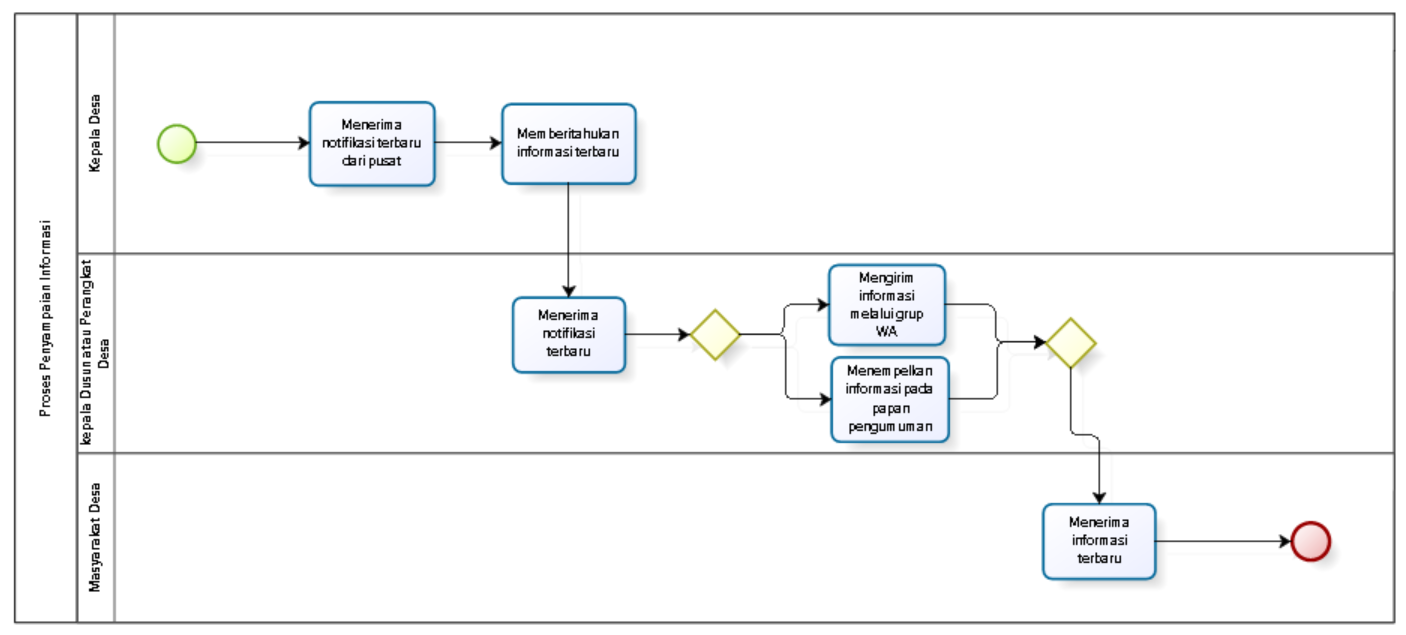 Proses Penyampaian Informasi
Kepala Desa
Menerima
notifikasi terbaru
dari pusat
Memberitahukan
informasi terbaru
kepala Dusun atau Perangkat
Desa
Menerima
notifikasi
terbaru
Mengirim
informasi
melalui grup
WA
Menempelkan
informasi pada
papan
pengumuman
Masyarakat Desa
Menerima
informasi
terbaru